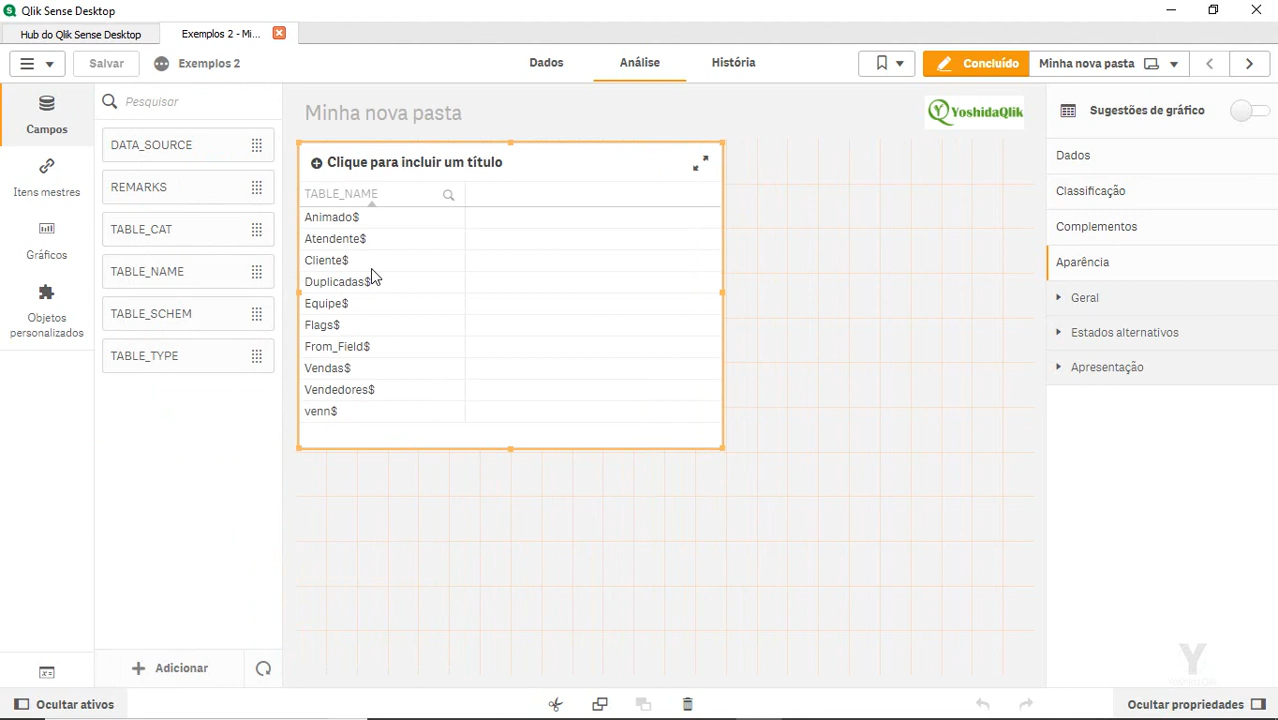 Qlik Sense Desktop
Hub do Qlik Sense Desktop
Exemplos 2 - Mi...
Salvar
Exemplos 2
Dados
Análise
História
Concluído
Minha nova pasta
Campos
Itens mestres
Gráficos
Objetos
personalizados
Pesquisar
DATA_SOURCE
REMARKS
TABLE_CAT
TABLE_NAME
TABLE_SCHEM
TABLE_TYPE
Adicionar
Minha nova pasta
YoshidaQlik
Clique para incluir um título
TABLE_NAME
Animado$
Atendente$
Cliente$
Duplicadas$
Equipe$
Flags$
From_Field$
Vendas$
Vendedores$
venn$
Sugestões de gráfico
Dados
Classificação
Complementos
Aparência
Geral
Estados alternativos
Apresentação
Ocultar ativos
Ocultar propriedades